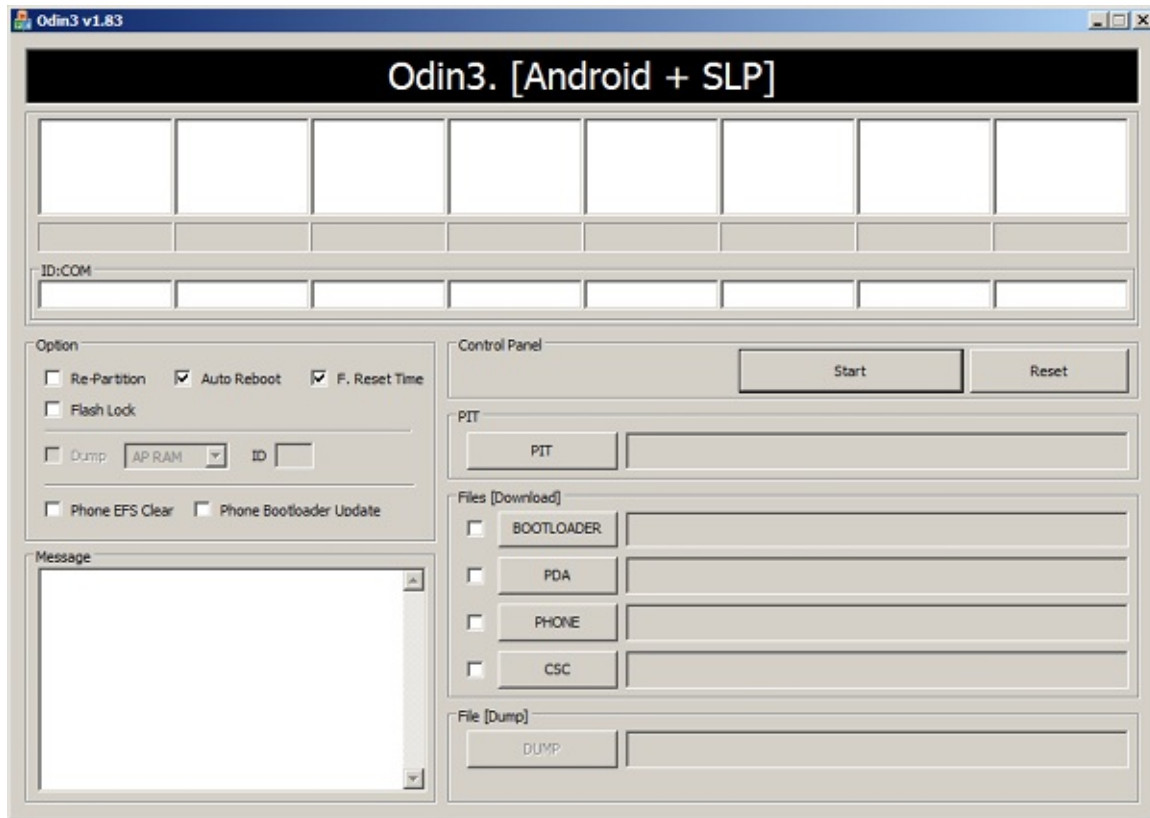 Odin3 v1.83
Odin3. [Android + SLP]
ID:COM
Option
Re-Partition Auto Reboot F. Reset Time
Flash Lock
Dump AP RAM ID
Phone EFS Clear Phone Bootloader Update
Message
Control Panel
Start Reset
PIT
PIT
Files [Download]
BOOTLOADER
PDA
PHONE
CSC
File [Dump]
DUMP